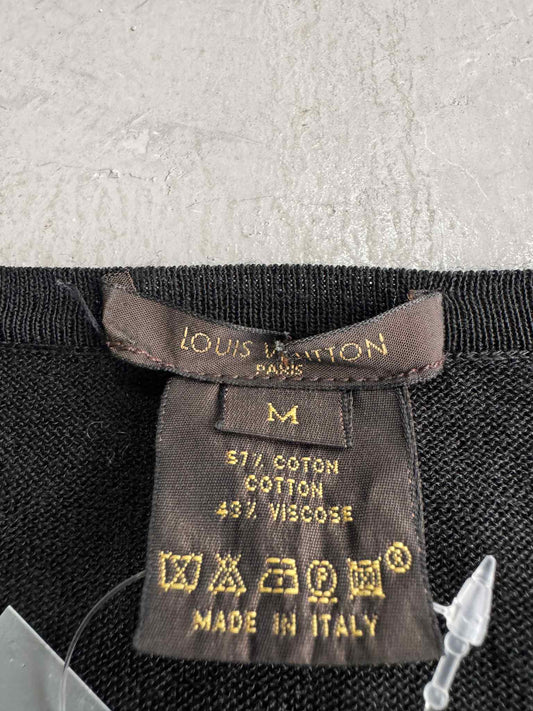 LOUIS VUITTON
PARIS
M
57% COTON
COTTON
43% VISCOSE
P ®
MADE IN ITALY